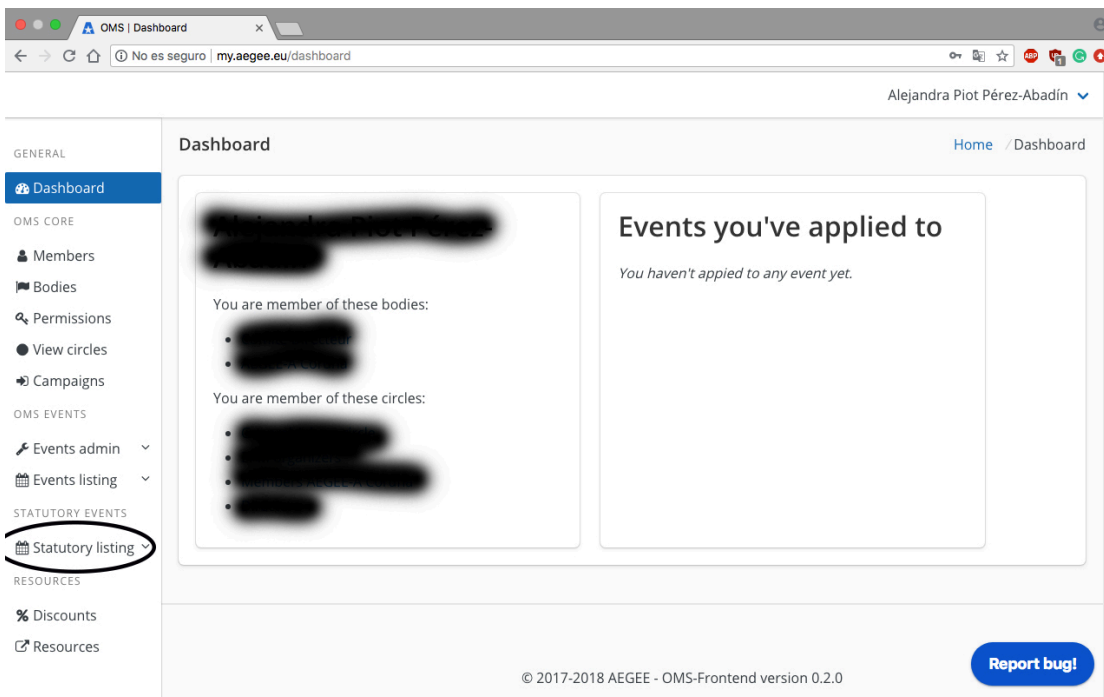 OMS | Dashboard
No es seguro | my.aegee.eu/dashboard
ABP
1
Alejandra Piot Pérez-Abadín
GENERAL
Dashboard
Home / Dashboard
Dashboard
OMS CORE
Members
Bodies
Permissions
View circles
Campaigns
OMS EVENTS
Events admin
Events listing
STATUTORY EVENTS
Statutory listing
RESOURCES
Discounts
Resources
You are member of these bodies:
You are member of these circles:
Events you've applied to
You haven't appied to any event yet.
© 2017-2018 AEGEE - OMS-Frontend version 0.2.0
Report bug!